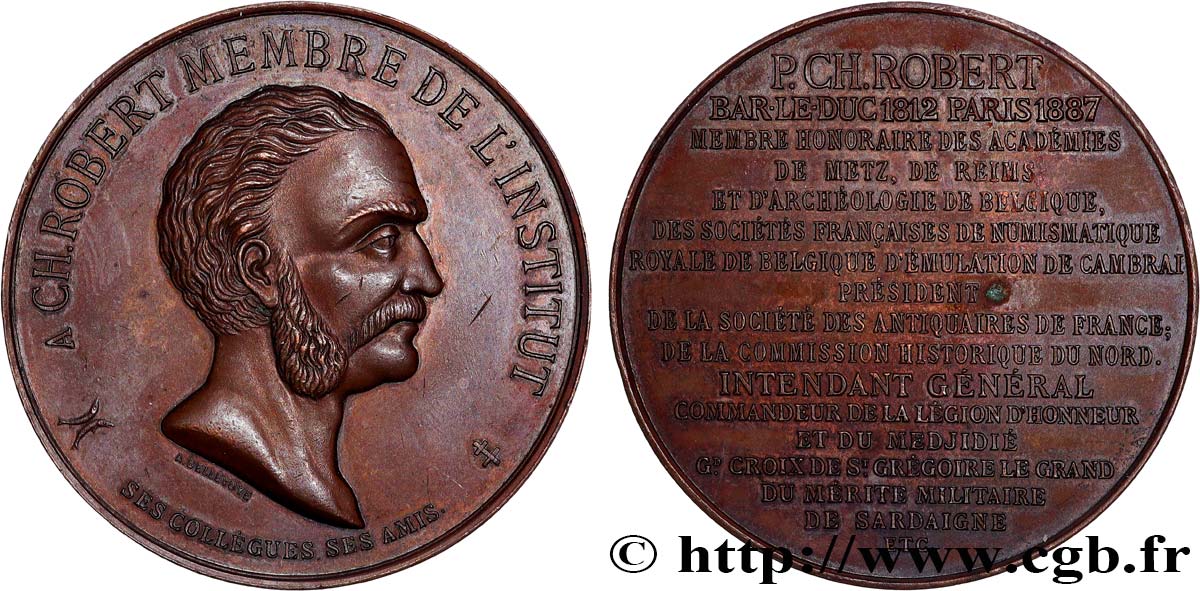 A CH. ROBERT MEMBRE DE L'INSTITUT
SES COLLÈGUES. SES AMIS.
P. CH. ROBERT
BAR-LE-DUC 1812 PARIS 1887
MEMBRE HONORAIRE DES ACADÉMIES
DE METZ, DE REIMS
ET D'ARCHÉOLOGIE DE BELGIQUE,
DES SOCIÉTÉS FRANÇAISES DE NUMISMATIQUE
ROYALE DE BELGIQUE D'ÉMULATION DE CAMBRAI
PRÉSIDENT
DE LA SOCIÉTÉ DES ANTIQUAIRES DE FRANCE;
DE LA COMMISSION HISTORIQUE DU NORD.
INTENDANT GÉNÉRAL
COMMANDEUR DE LA LÉGION D'HONNEUR
ET DU MEDJIDIÉ
GD. CROIX DE ST. GRÉGOIRE LE GRAND
DU MÉRITE MILITAIRE
DE SARDAIGNE
ETC
© http://www.cgb.fr